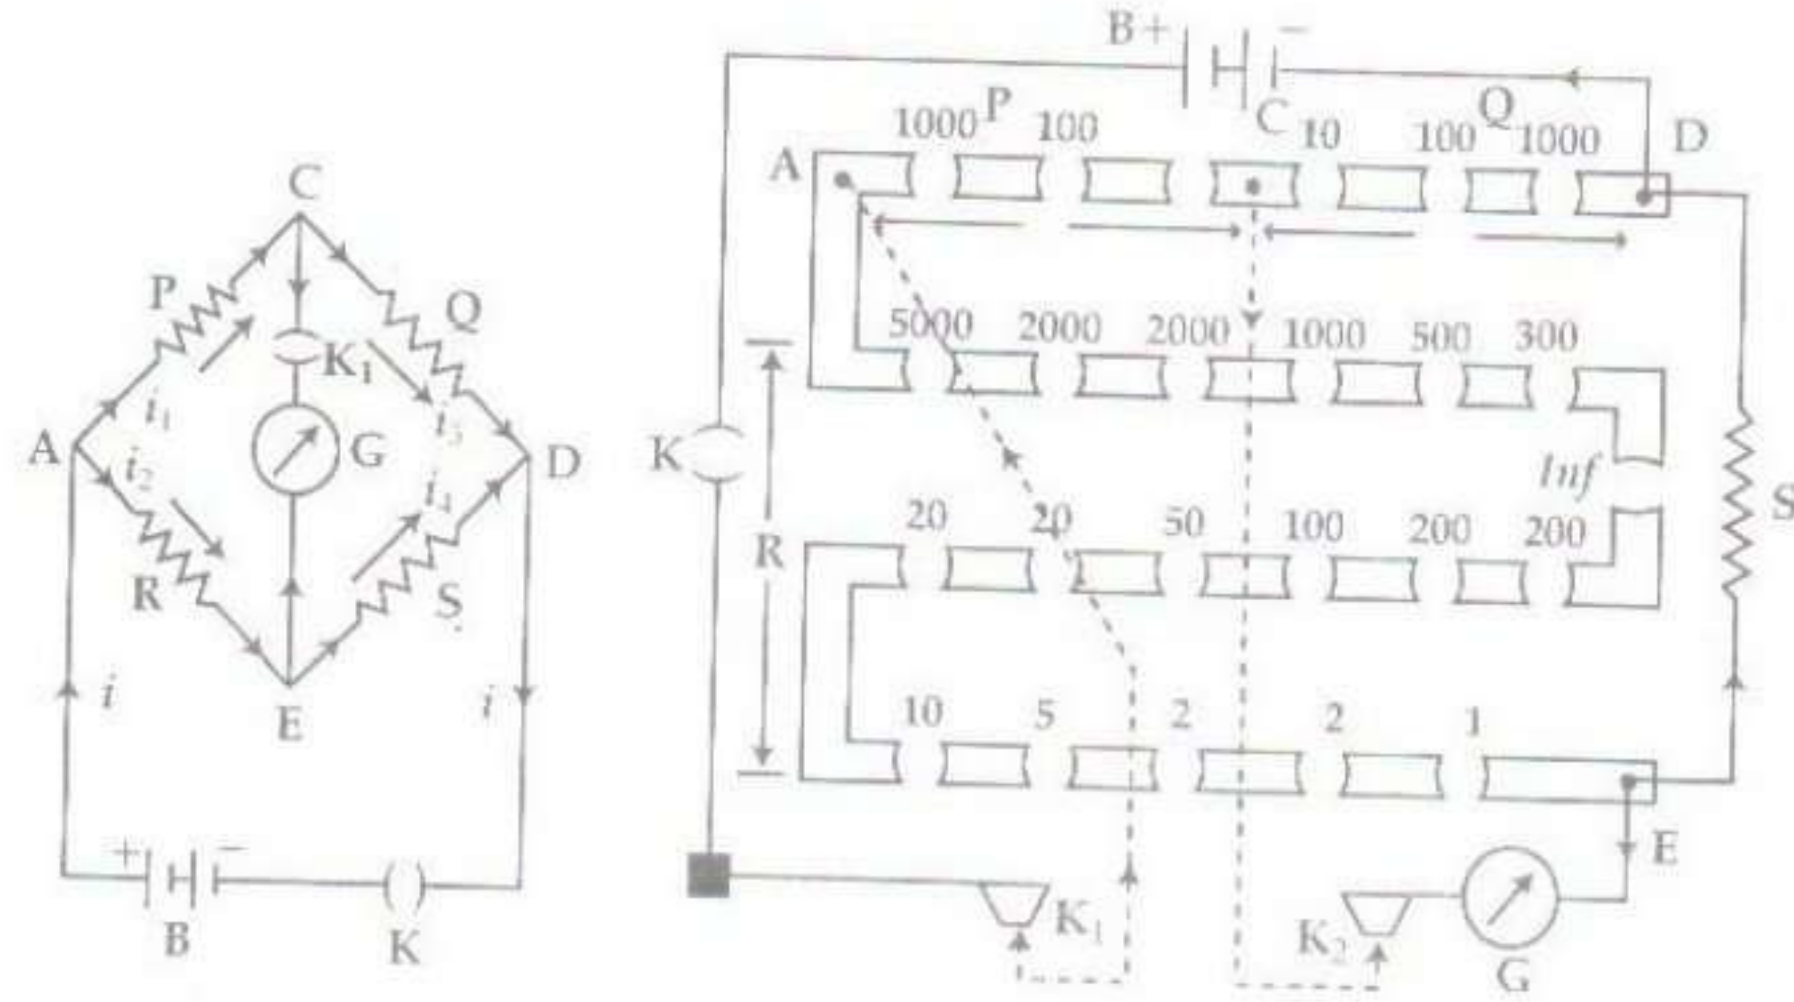 C
P
Q
K₁
i₁
i₃
A
G
D
i₂
i₄
R
S
i
i
E
+ −
B
K
B+ −
P
Q
1000 100 C 10 100 1000 D
A
5000 2000 2000 1000 500 300
K
Inf
S
20 20 50 100 200 200
R
10 5 2 2 1
E
K₁
K₂
G